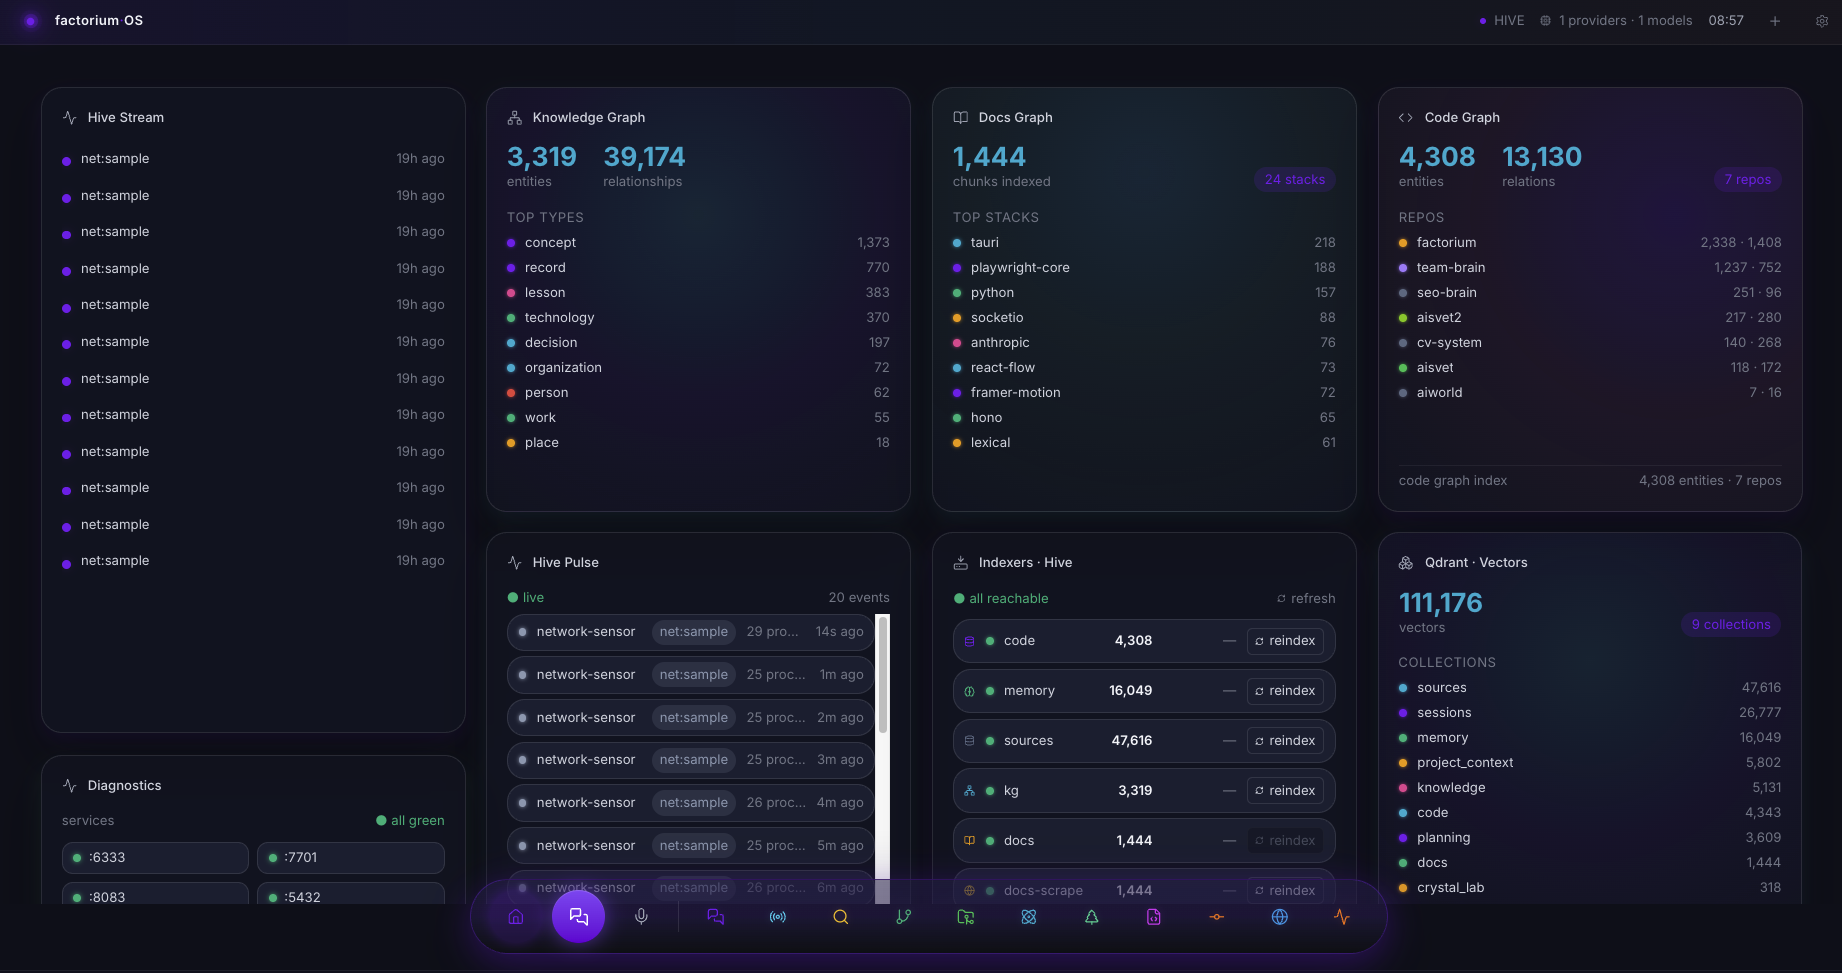 factorium OS
HIVE 1 providers · 1 models 08:57
Hive Stream
net:sample 19h ago
net:sample 19h ago
net:sample 19h ago
net:sample 19h ago
net:sample 19h ago
net:sample 19h ago
net:sample 19h ago
net:sample 19h ago
net:sample 19h ago
net:sample 19h ago
net:sample 19h ago
net:sample 19h ago
Diagnostics
services all green
:6333 :7701
:8083 :5432
Knowledge Graph
3,319 39,174
entities relationships
TOP TYPES
concept 1,373
record 770
lesson 383
technology 370
decision 197
organization 72
person 62
work 55
place 18
Hive Pulse
live 20 events
network-sensor net:sample 29 pro... 14s ago
network-sensor net:sample 25 proc... 1m ago
network-sensor net:sample 25 proc... 2m ago
network-sensor net:sample 25 proc... 3m ago
network-sensor net:sample 26 proc... 4m ago
network-sensor net:sample 25 proc... 5m ago
network-sensor net:sample 26 proc... 6m ago
Docs Graph
1,444
chunks indexed 24 stacks
TOP STACKS
tauri 218
playwright-core 188
python 157
socketio 88
anthropic 76
react-flow 73
framer-motion 72
hono 65
lexical 61
Indexers · Hive
all reachable refresh
code 4,308 — reindex
memory 16,049 — reindex
sources 47,616 — reindex
kg 3,319 — reindex
docs 1,444 — reindex
docs-scrape 1,444 — reindex
Code Graph
4,308 13,130
entities relations 7 repos
REPOS
factorium 2,338 · 1,408
team-brain 1,237 · 752
seo-brain 251 · 96
aisvet2 217 · 280
cv-system 140 · 268
aisvet 118 · 172
aiworld 7 · 16
code graph index 4,308 entities · 7 repos
Qdrant · Vectors
111,176
vectors 9 collections
COLLECTIONS
sources 47,616
sessions 26,777
memory 16,049
project_context 5,802
knowledge 5,131
code 4,343
planning 3,609
docs 1,444
crystal_lab 318